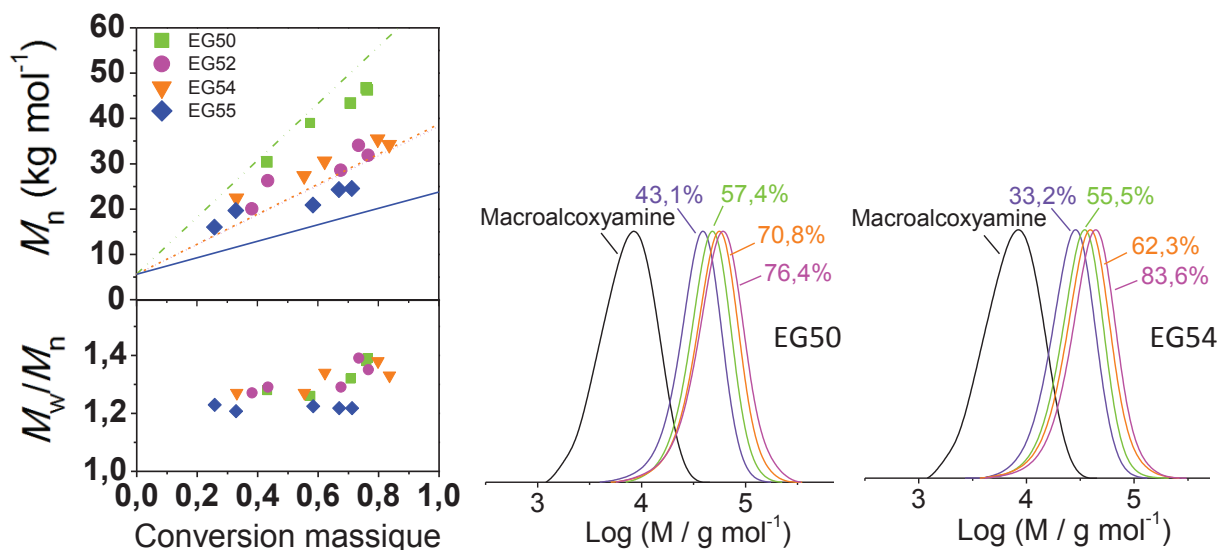 M_n (kg mol⁻¹)
60
50
40
30
20
10
0
EG50
EG52
EG54
EG55
M_w/M_n
1,4
1,2
1,0
0,0 0,2 0,4 0,6 0,8 1,0
Conversion massique
Macroalcoxyamine
43,1%
57,4%
70,8%
76,4%
EG50
3 4 5
Log (M / g mol⁻¹)
Macroalcoxyamine
33,2%
55,5%
62,3%
83,6%
EG54
3 4 5
Log (M / g mol⁻¹)